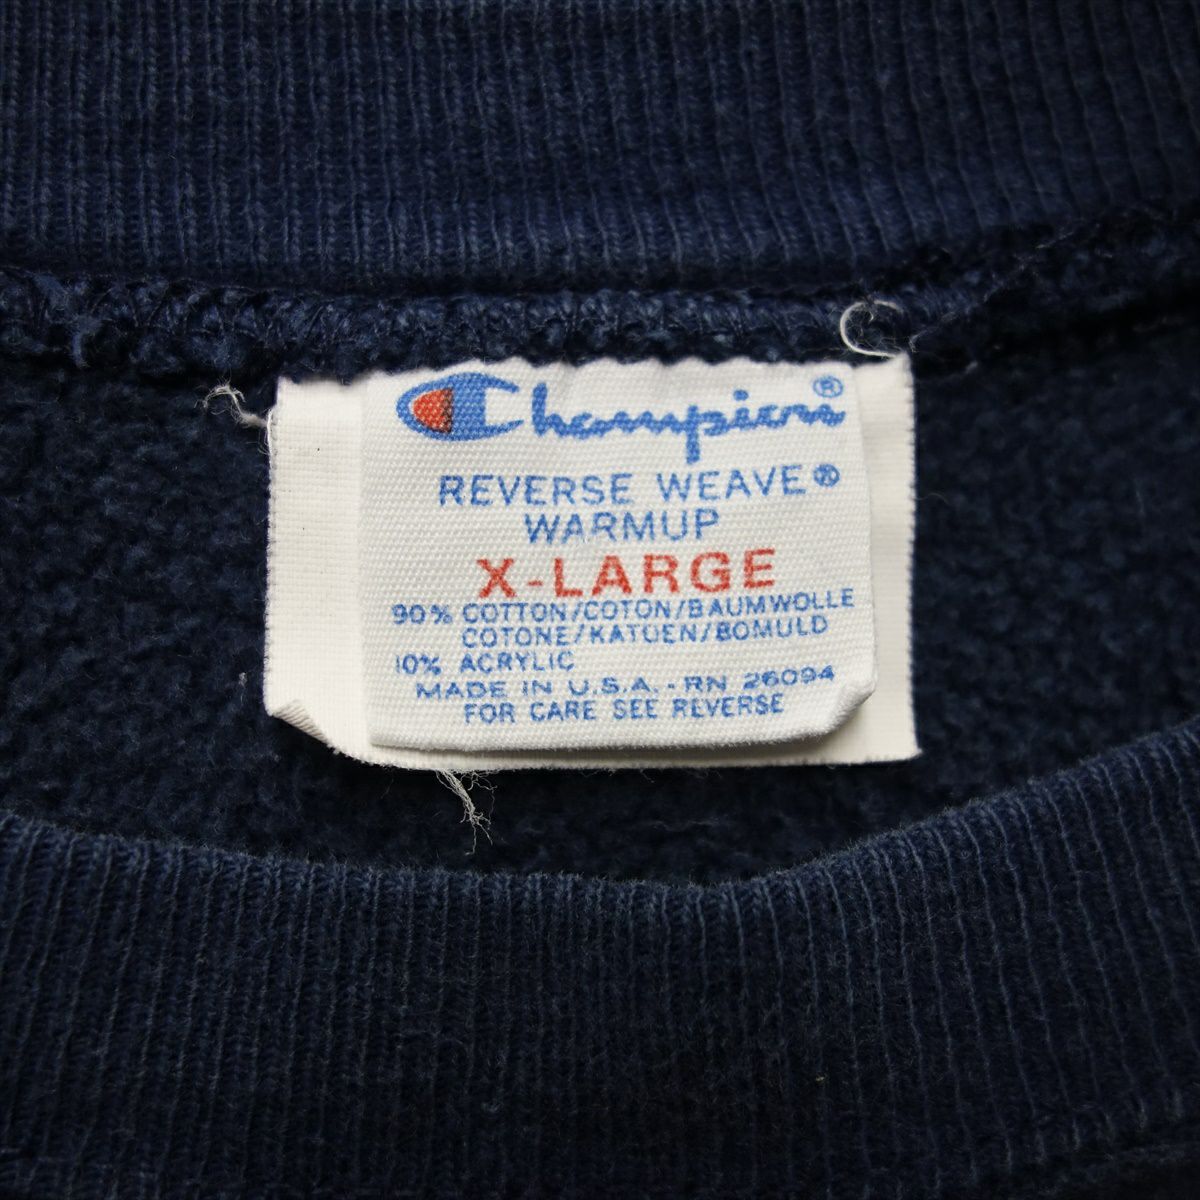 Champion®
REVERSE WEAVE®
WARMUP
X-LARGE
90% COTTON/COTON/BAUMWOLLE
COTONE/KATUEN/BOMULD
10% ACRYLIC
MADE IN U.S.A.-RN 26094
FOR CARE SEE REVERSE